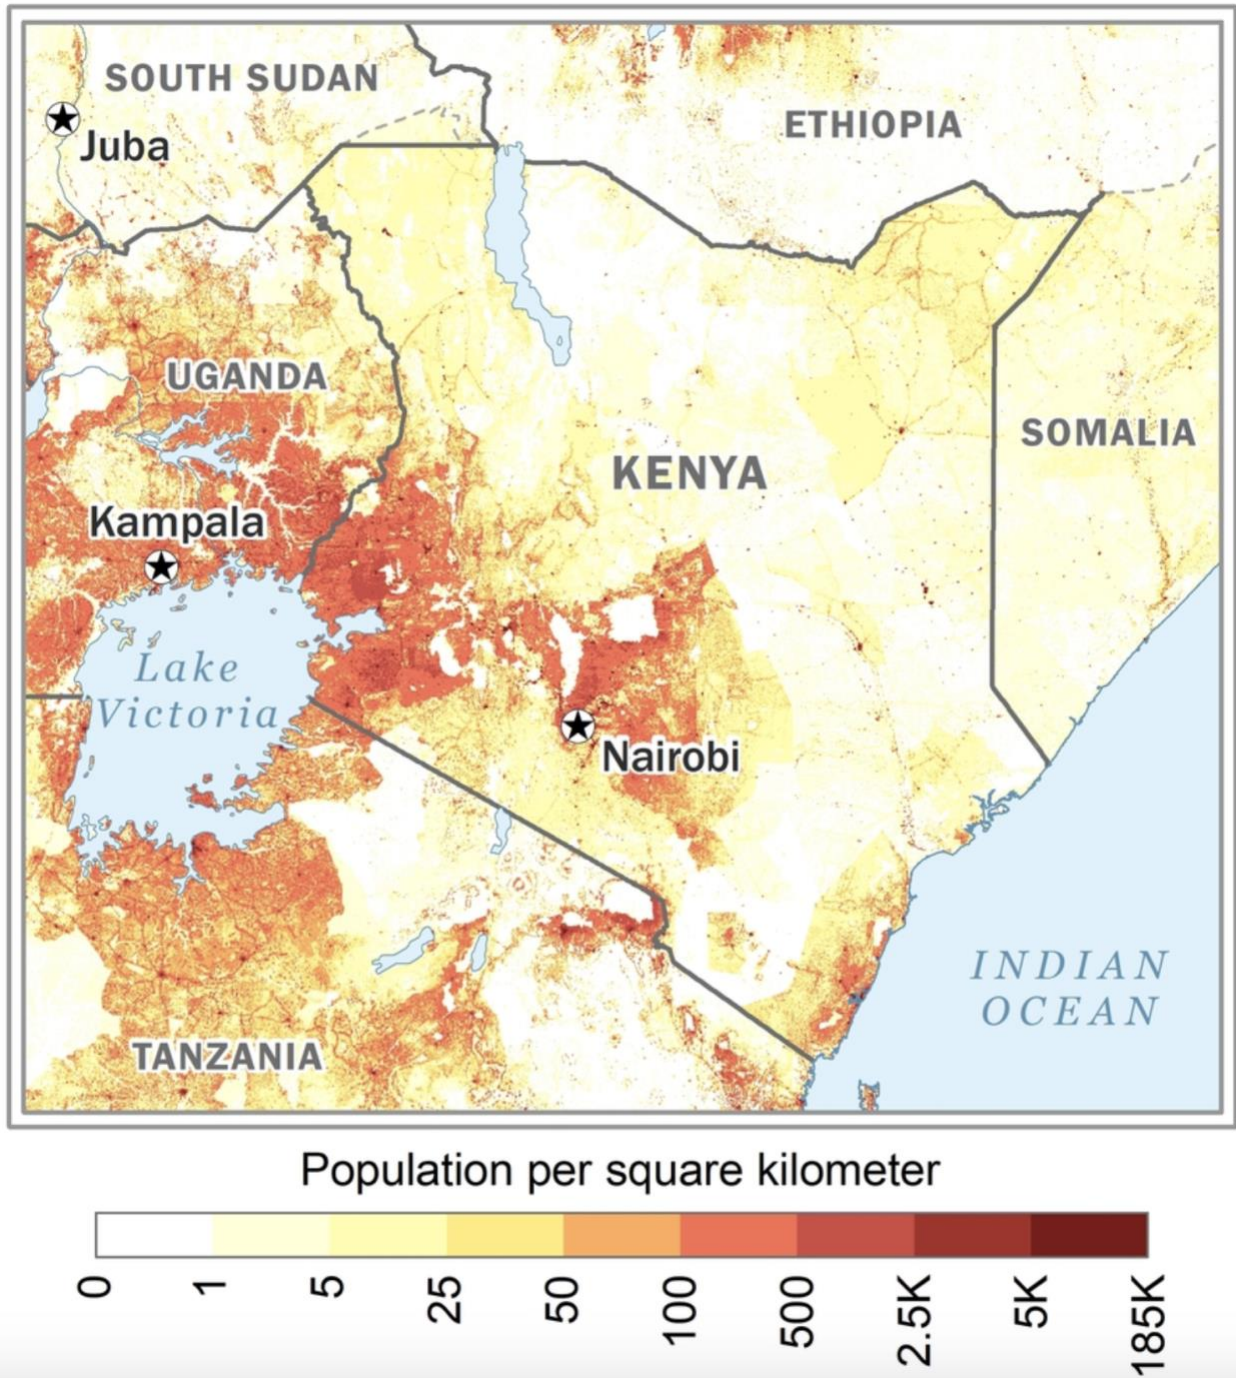 SOUTH SUDAN
Juba
ETHIOPIA
UGANDA
SOMALIA
KENYA
Kampala
Lake
Victoria
Nairobi
INDIAN
OCEAN
TANZANIA
Population per square kilometer
0 1 5 25 50 100 500 2.5K 5K 185K